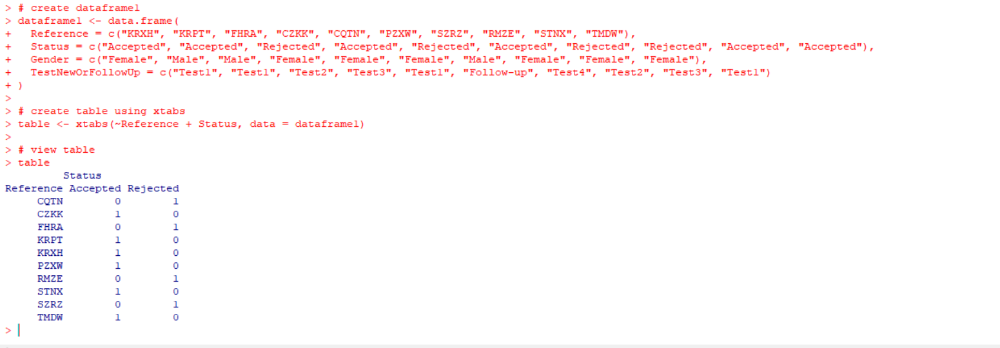 > # create dataframe1
> dataframe1 <- data.frame(
+   Reference = c("KRXH", "KRPT", "FHRA", "CZKK", "CQTN", "PZXW", "SZRZ", "RMZE", "STNX", "TMDW"),
+   Status = c("Accepted", "Accepted", "Rejected", "Accepted", "Rejected", "Accepted", "Rejected", "Rejected", "Accepted", "Accepted"),
+   Gender = c("Female", "Male", "Male", "Female", "Female", "Female", "Male", "Female", "Female", "Female"),
+   TestNewOrFollowUp = c("Test1", "Test1", "Test2", "Test3", "Test1", "Follow-up", "Test4", "Test2", "Test3", "Test1")
+ )
>
> # create table using xtabs
> table <- xtabs(~Reference + Status, data = dataframe1)
>
> # view table
> table
         Status
Reference Accepted Rejected
     CQTN        0        1
     CZKK        1        0
     FHRA        0        1
     KRPT        1        0
     KRXH        1        0
     PZXW        1        0
     RMZE        0        1
     STNX        1        0
     SZRZ        0        1
     TMDW        1        0
>